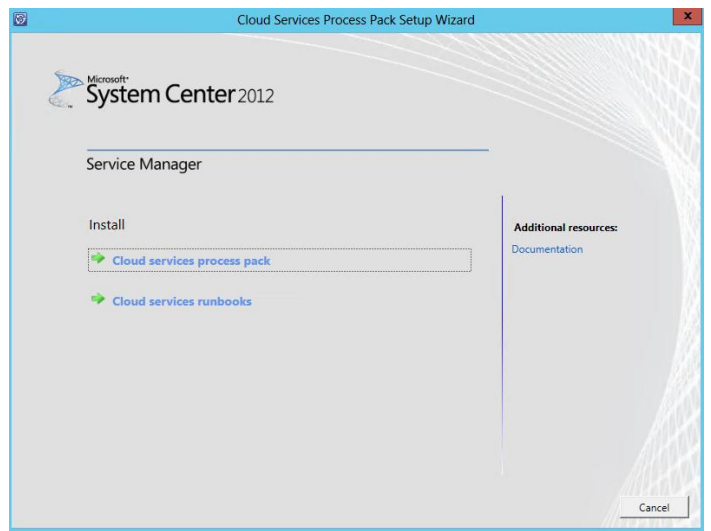 Cloud Services Process Pack Setup Wizard
x
Microsoft®
System Center 2012
Service Manager
Install
Cloud services process pack
Cloud services runbooks
Additional resources:
Documentation
Cancel